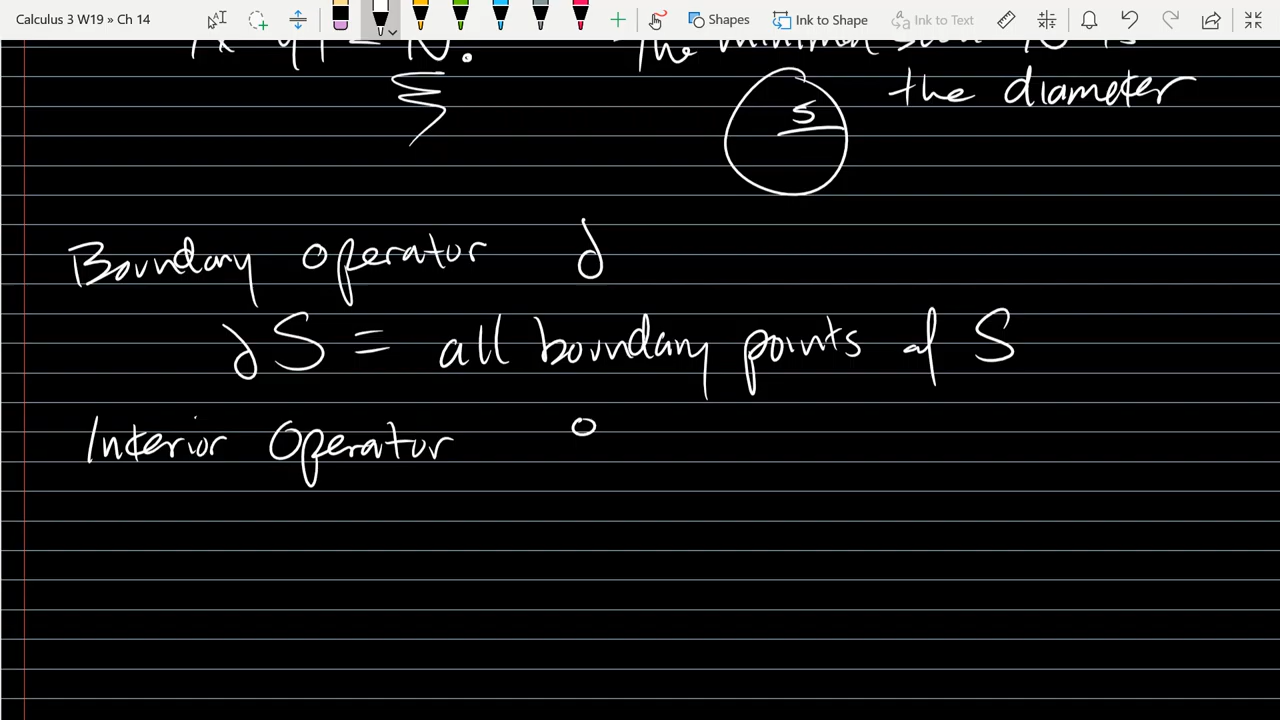 Calculus 3 W19 » Ch 14
Shapes
Ink to Shape
Ink to Text
the diameter
5
Boundary operator ∂
∂S = all boundary points of S
Interior Operator o